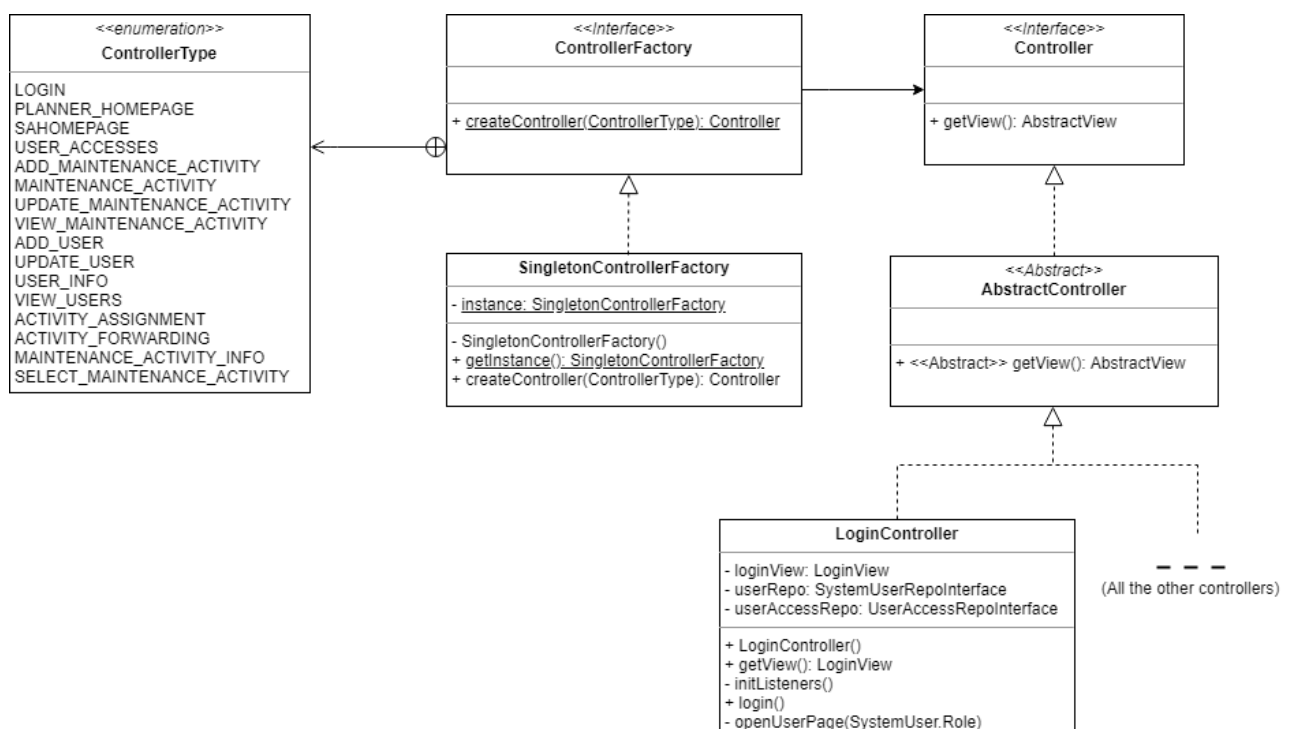 <<enumeration>>
ControllerType
LOGIN
PLANNER_HOMEPAGE
SAHOMEPAGE
USER_ACCESSES
ADD_MAINTENANCE_ACTIVITY
MAINTENANCE_ACTIVITY
UPDATE_MAINTENANCE_ACTIVITY
VIEW_MAINTENANCE_ACTIVITY
ADD_USER
UPDATE_USER
USER_INFO
VIEW_USERS
ACTIVITY_ASSIGNMENT
ACTIVITY_FORWARDING
MAINTENANCE_ACTIVITY_INFO
SELECT_MAINTENANCE_ACTIVITY
<<Interface>>
ControllerFactory
+ createController(ControllerType): Controller
<<Interface>>
Controller
+ getView(): AbstractView
SingletonControllerFactory
- instance: SingletonControllerFactory
- SingletonControllerFactory()
+ getInstance(): SingletonControllerFactory
+ createController(ControllerType): Controller
<<Abstract>>
AbstractController
+ <<Abstract>> getView(): AbstractView
LoginController
- loginView: LoginView
- userRepo: SystemUserRepoInterface
- userAccessRepo: UserAccessRepoInterface
+ LoginController()
+ getView(): LoginView
- initListeners()
+ login()
- openUserPage(SystemUser.Role)
(All the other controllers)